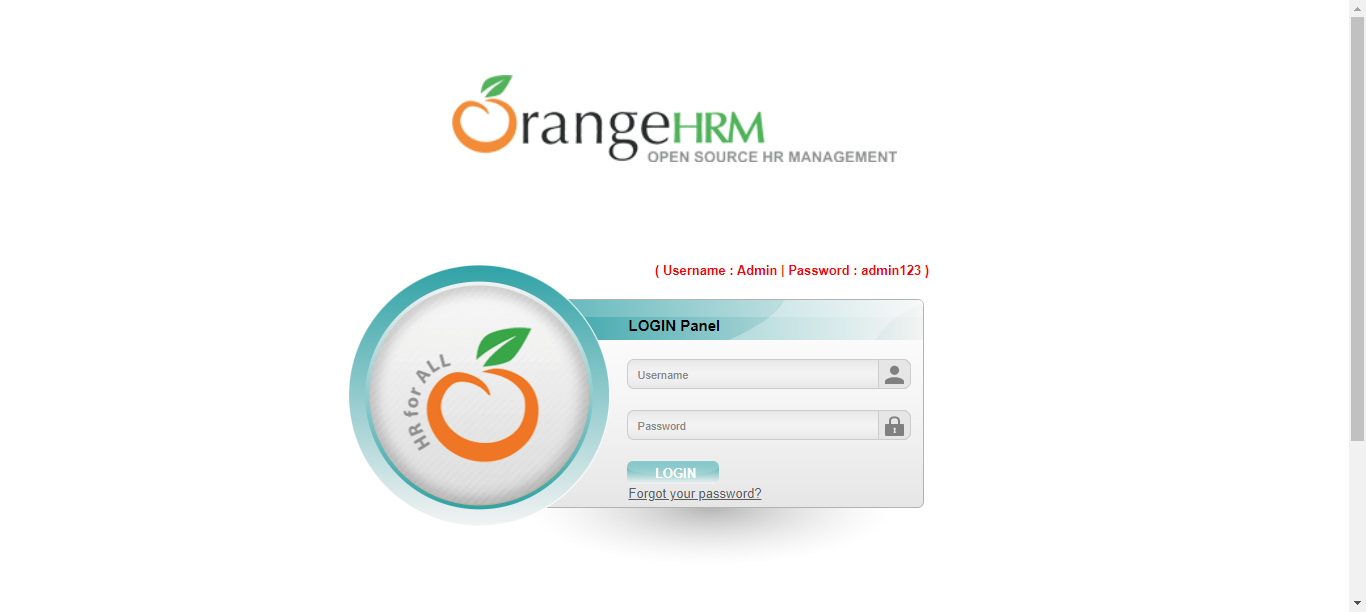 OrangeHRM
OPEN SOURCE HR MANAGEMENT
( Username : Admin | Password : admin123 )
HR for ALL
LOGIN Panel
Username
Password
LOGIN
Forgot your password?